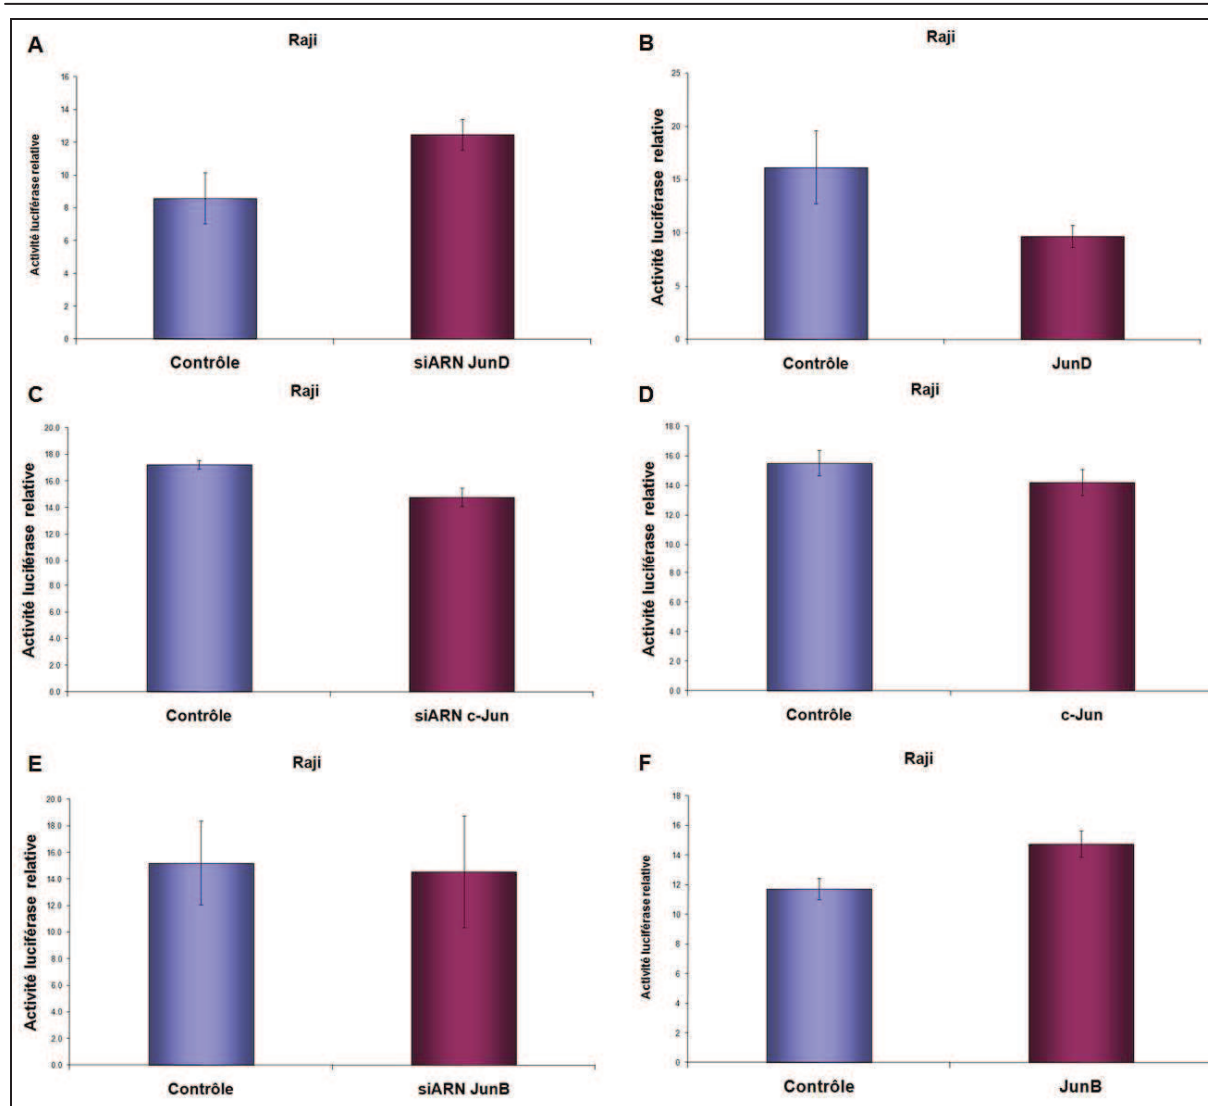 A
Raji
Activité luciférase relative
16
14
12
10
8
6
4
2
0
Contrôle
siARN JunD
B
Raji
Activité luciférase relative
25
20
15
10
5
0
Contrôle
JunD
C
Raji
Activité luciférase relative
20.0
18.0
16.0
14.0
12.0
10.0
8.0
6.0
4.0
2.0
0.0
Contrôle
siARN c-Jun
D
Raji
Activité luciférase relative
18.0
16.0
14.0
12.0
10.0
8.0
6.0
4.0
2.0
0.0
Contrôle
c-Jun
E
Raji
Activité luciférase relative
20.0
18.0
16.0
14.0
12.0
10.0
8.0
6.0
4.0
2.0
0.0
Contrôle
siARN JunB
F
Raji
Activité luciférase relative
18
16
14
12
10
8
6
4
2
0
Contrôle
JunB